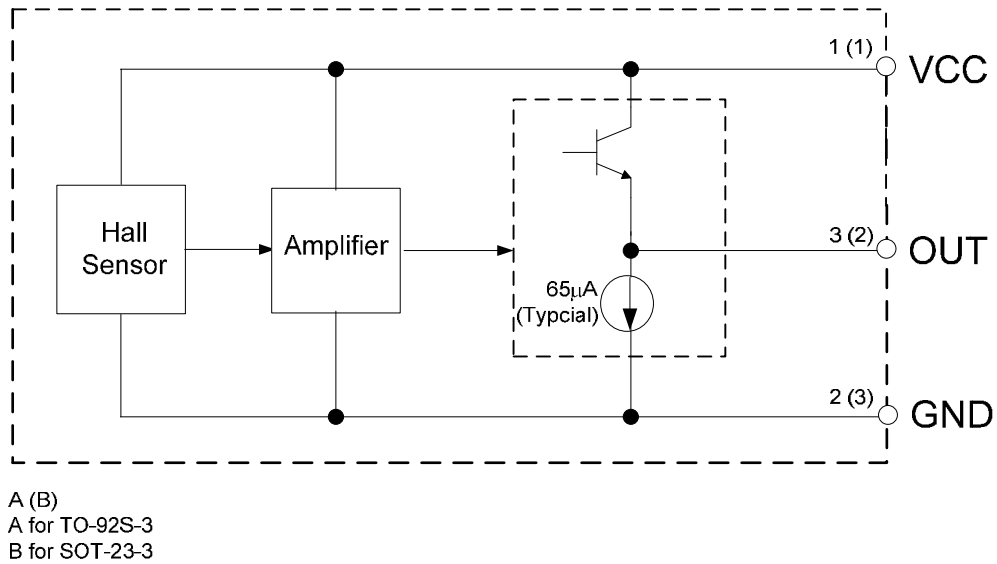 1 (1)
VCC
Hall
Sensor
Amplifier
3 (2)
OUT
65μA
(Typcial)
2 (3)
GND
A (B)
A for TO-92S-3
B for SOT-23-3